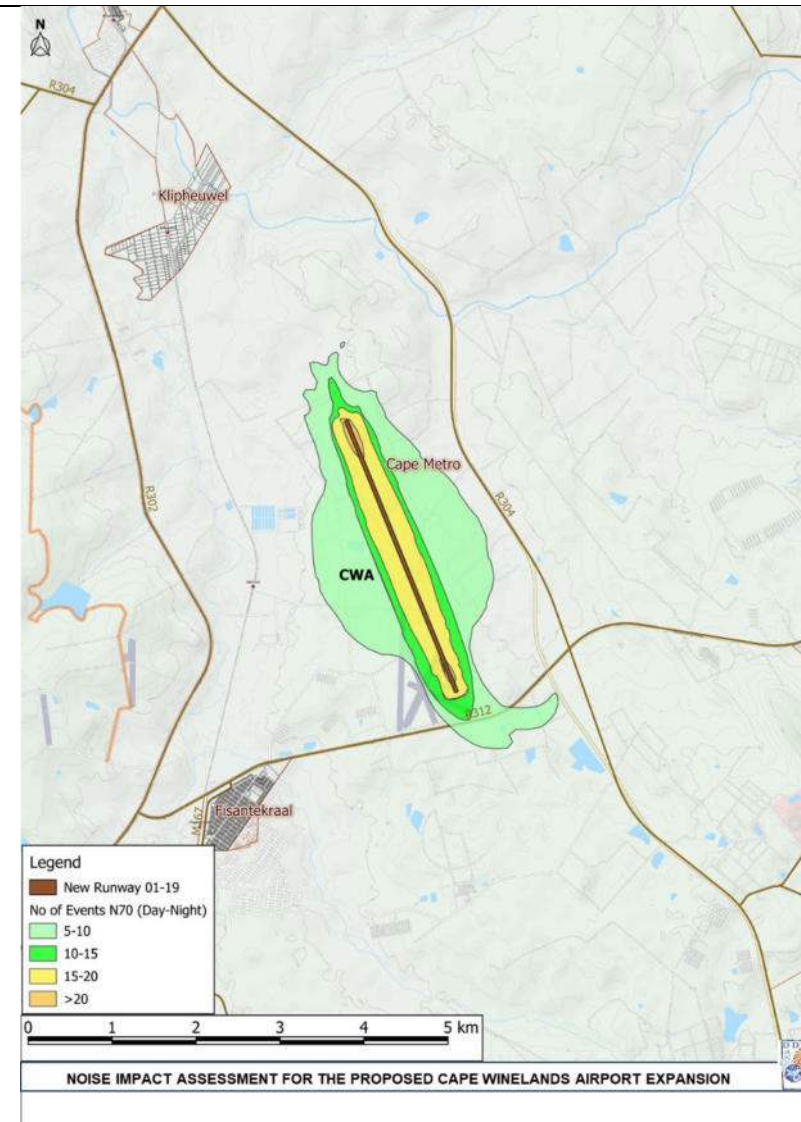 N
R304
Klipheuwel
Cape Metro
R302
R304
CWA
R312
Fisantekraal
M167
Legend
New Runway 01-19
No of Events N70 (Day-Night)
5-10
10-15
15-20
>20
0 1 2 3 4 5 km
NOISE IMPACT ASSESSMENT FOR THE PROPOSED CAPE WINELANDS AIRPORT EXPANSION